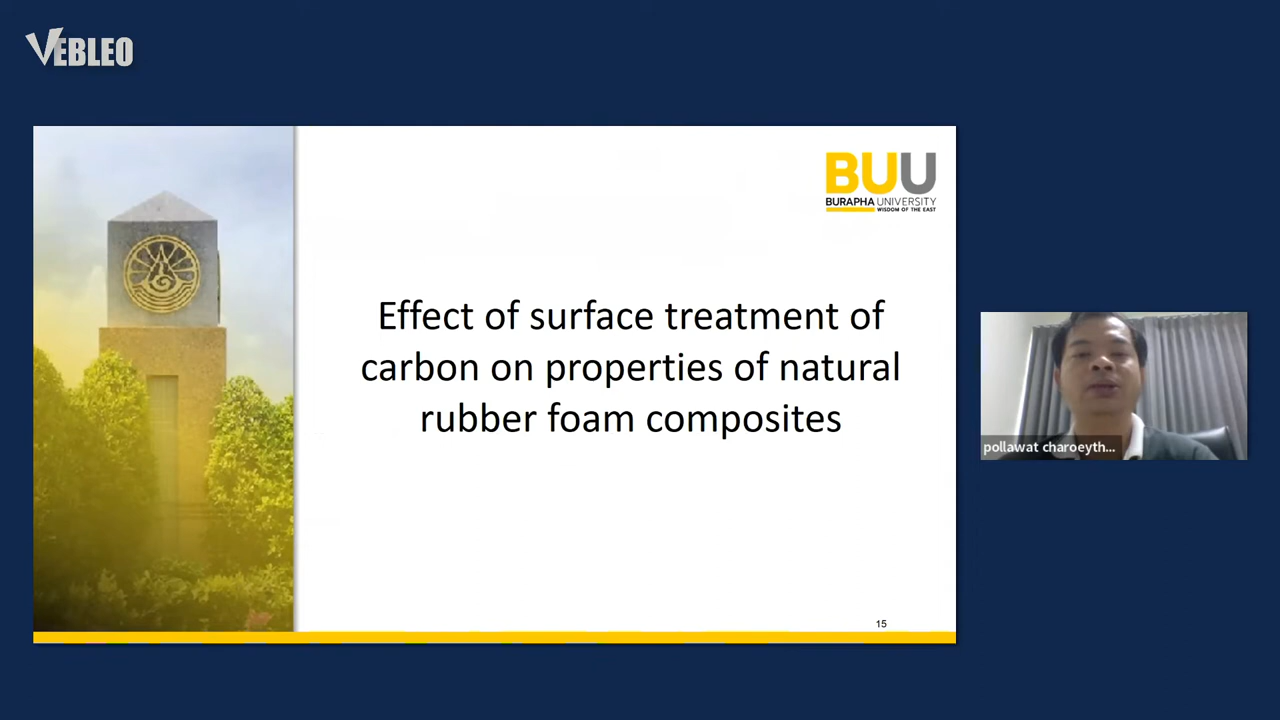 VEBLEO
BUU
BURAPHA UNIVERSITY
WISDOM OF THE EAST
Effect of surface treatment of
carbon on properties of natural
rubber foam composites
pollawat charoeyth...
15